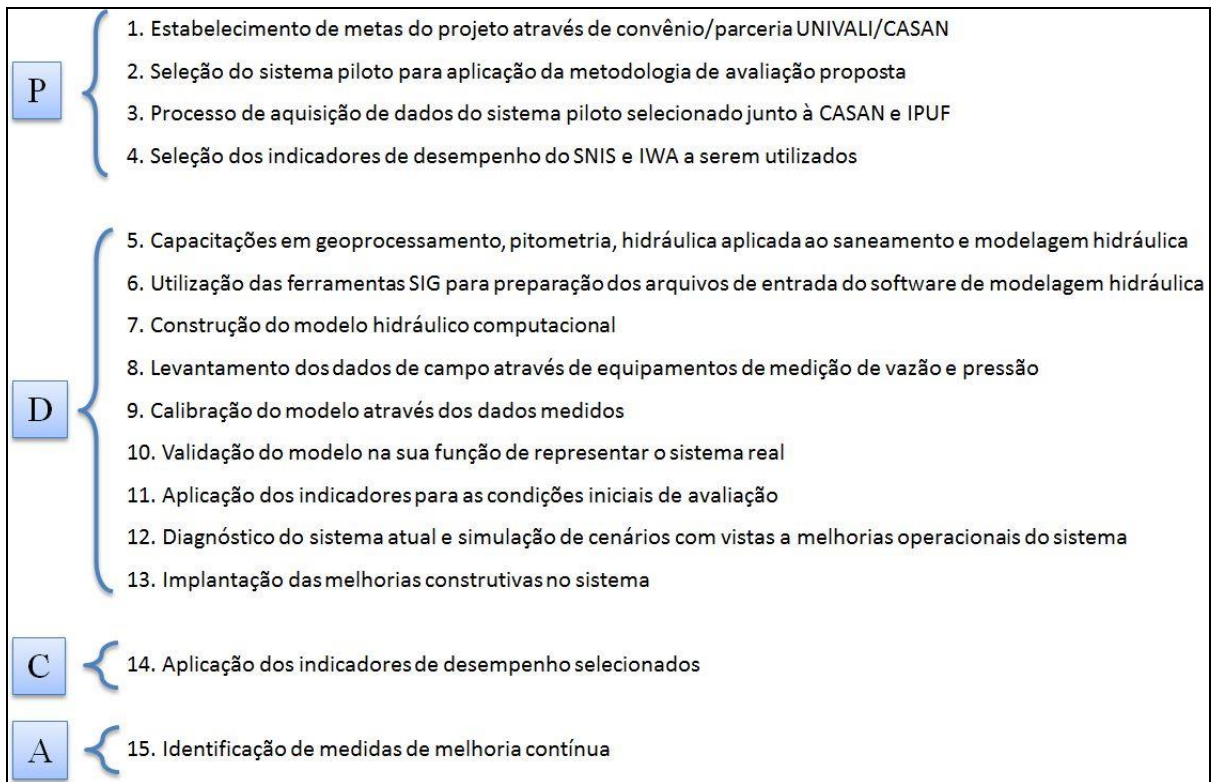 P
1. Estabelecimento de metas do projeto através de convênio/parceria UNIVALI/CASAN
2. Seleção do sistema piloto para aplicação da metodologia de avaliação proposta
3. Processo de aquisição de dados do sistema piloto selecionado junto à CASAN e IPUF
4. Seleção dos indicadores de desempenho do SNIS e IWA a serem utilizados
D
5. Capacitações em geoprocessamento, pitometria, hidráulica aplicada ao saneamento e modelagem hidráulica
6. Utilização das ferramentas SIG para preparação dos arquivos de entrada do software de modelagem hidráulica
7. Construção do modelo hidráulico computacional
8. Levantamento dos dados de campo através de equipamentos de medição de vazão e pressão
9. Calibração do modelo através dos dados medidos
10. Validação do modelo na sua função de representar o sistema real
11. Aplicação dos indicadores para as condições iniciais de avaliação
12. Diagnóstico do sistema atual e simulação de cenários com vistas a melhorias operacionais do sistema
13. Implantação das melhorias construtivas no sistema
C
14. Aplicação dos indicadores de desempenho selecionados
A
15. Identificação de medidas de melhoria contínua